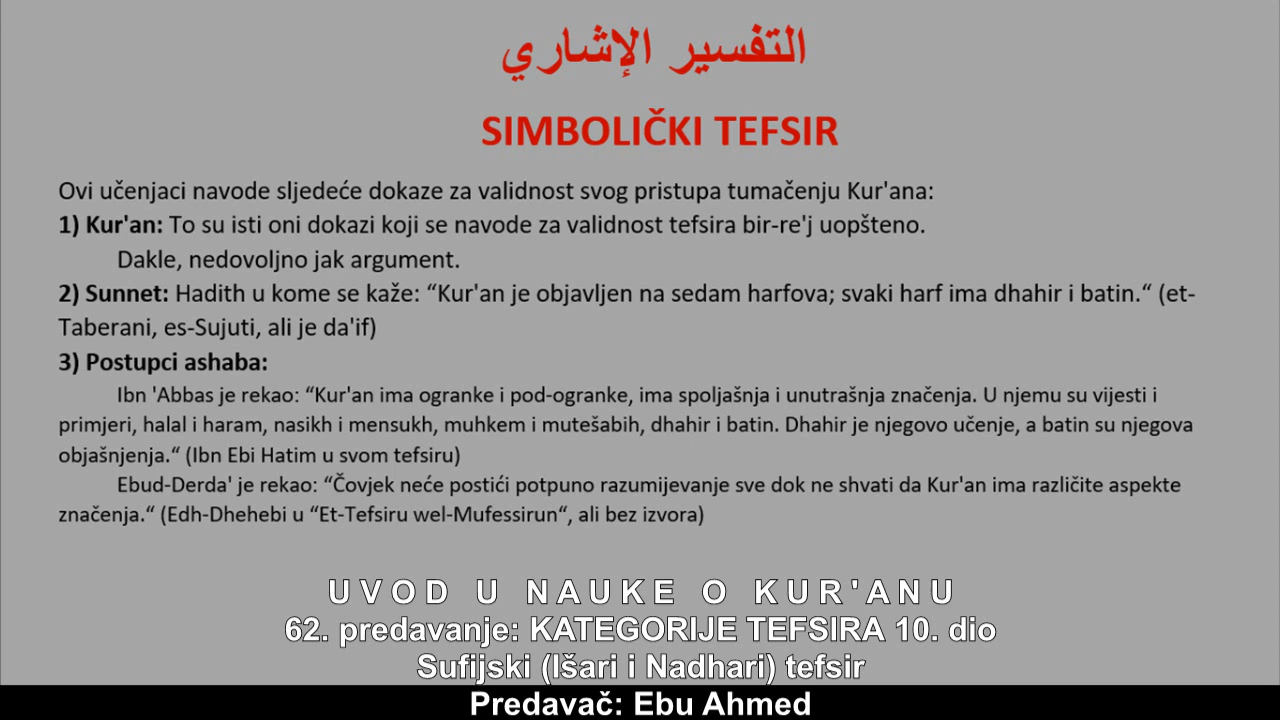 التفسير الإشاري
SIMBOLIČKI TEFSIR
Ovi učenjaci navode sljedeće dokaze za validnost svog pristupa tumačenju Kur'ana:
1) Kur'an: To su isti oni dokazi koji se navode za validnost tefsira bir-re'j uopšteno.
Dakle, nedovoljno jak argument.
2) Sunnet: Hadith u kome se kaže: “Kur'an je objavljen na sedam harfova; svaki harf ima dhahir i batin.“ (et-
Taberani, es-Sujuti, ali je da'if)
3) Postupci ashaba:
Ibn 'Abbas je rekao: “Kur'an ima ogranke i pod-ogranke, ima spoljašnja i unutrašnja značenja. U njemu su vijesti i
primjeri, halal i haram, nasikh i mensukh, muhkem i mutešabih, dhahir i batin. Dhahir je njegovo učenje, a batin su njegova
objašnjenja.“ (Ibn Ebi Hatim u svom tefsiru)
Ebud-Derda' je rekao: “Čovjek neće postići potpuno razumijevanje sve dok ne shvati da Kur'an ima različite aspekte
značenja.“ (Edh-Dhehebi u “Et-Tefsiru wel-Mufessirun“, ali bez izvora)
U V O D U N A U K E O K U R ' A N U
62. predavanje: KATEGORIJE TEFSIRA 10. dio
Sufijski (Išari i Nadhari) tefsir
Predavač: Ebu Ahmed